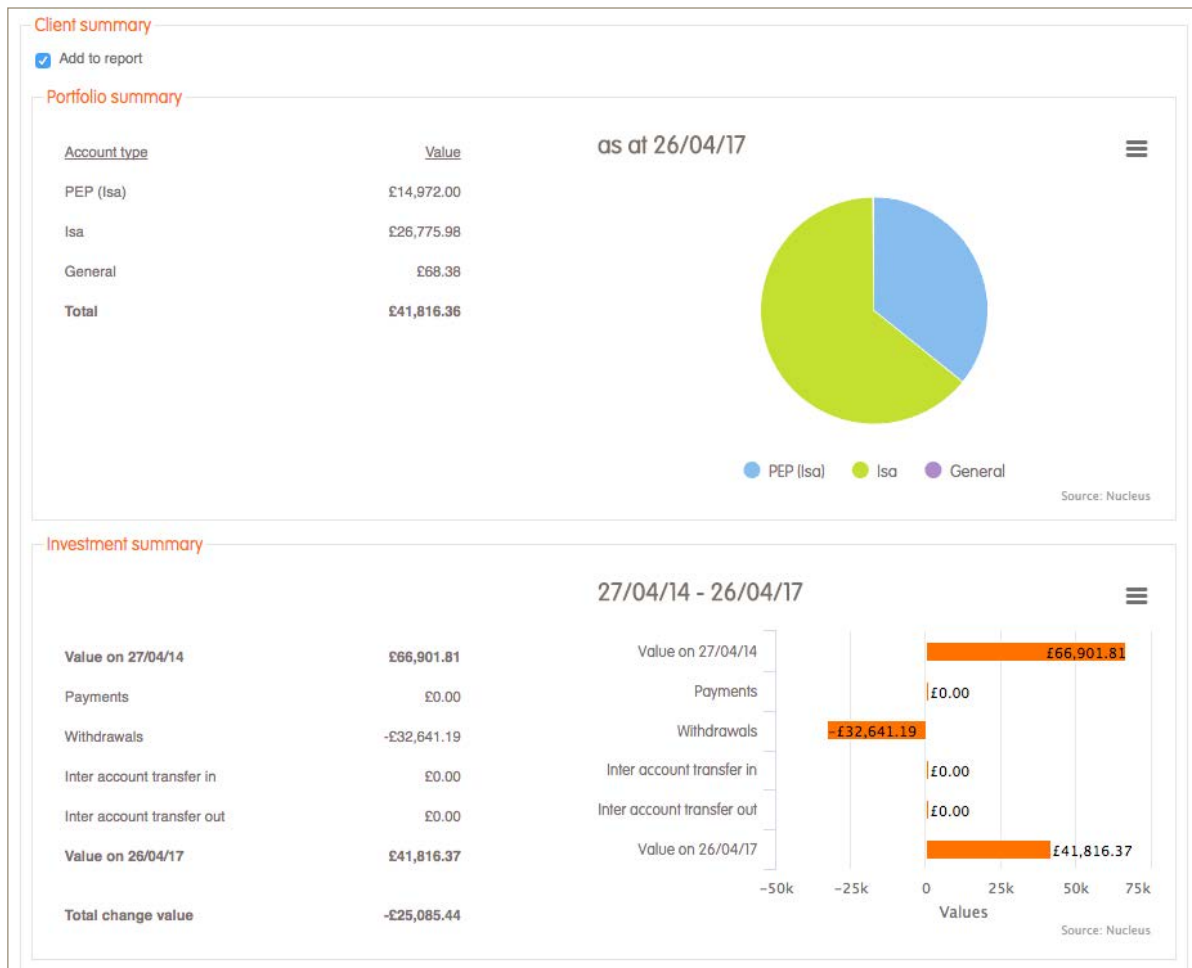 Client summary
Add to report
Portfolio summary
Account type Value
PEP (Isa) £14,972.00
Isa £26,775.98
General £68.38
Total £41,816.36
as at 26/04/17
PEP (Isa) Isa General
Source: Nucleus
Investment summary
Value on 27/04/14 £66,901.81
Payments £0.00
Withdrawals -£32,641.19
Inter account transfer in £0.00
Inter account transfer out £0.00
Value on 26/04/17 £41,816.37
Total change value -£25,085.44
27/04/14 - 26/04/17
Value on 27/04/14 £66,901.81
Payments £0.00
Withdrawals -£32,641.19
Inter account transfer in £0.00
Inter account transfer out £0.00
Value on 26/04/17 £41,816.37
-50k -25k 0 25k 50k 75k
Values
Source: Nucleus